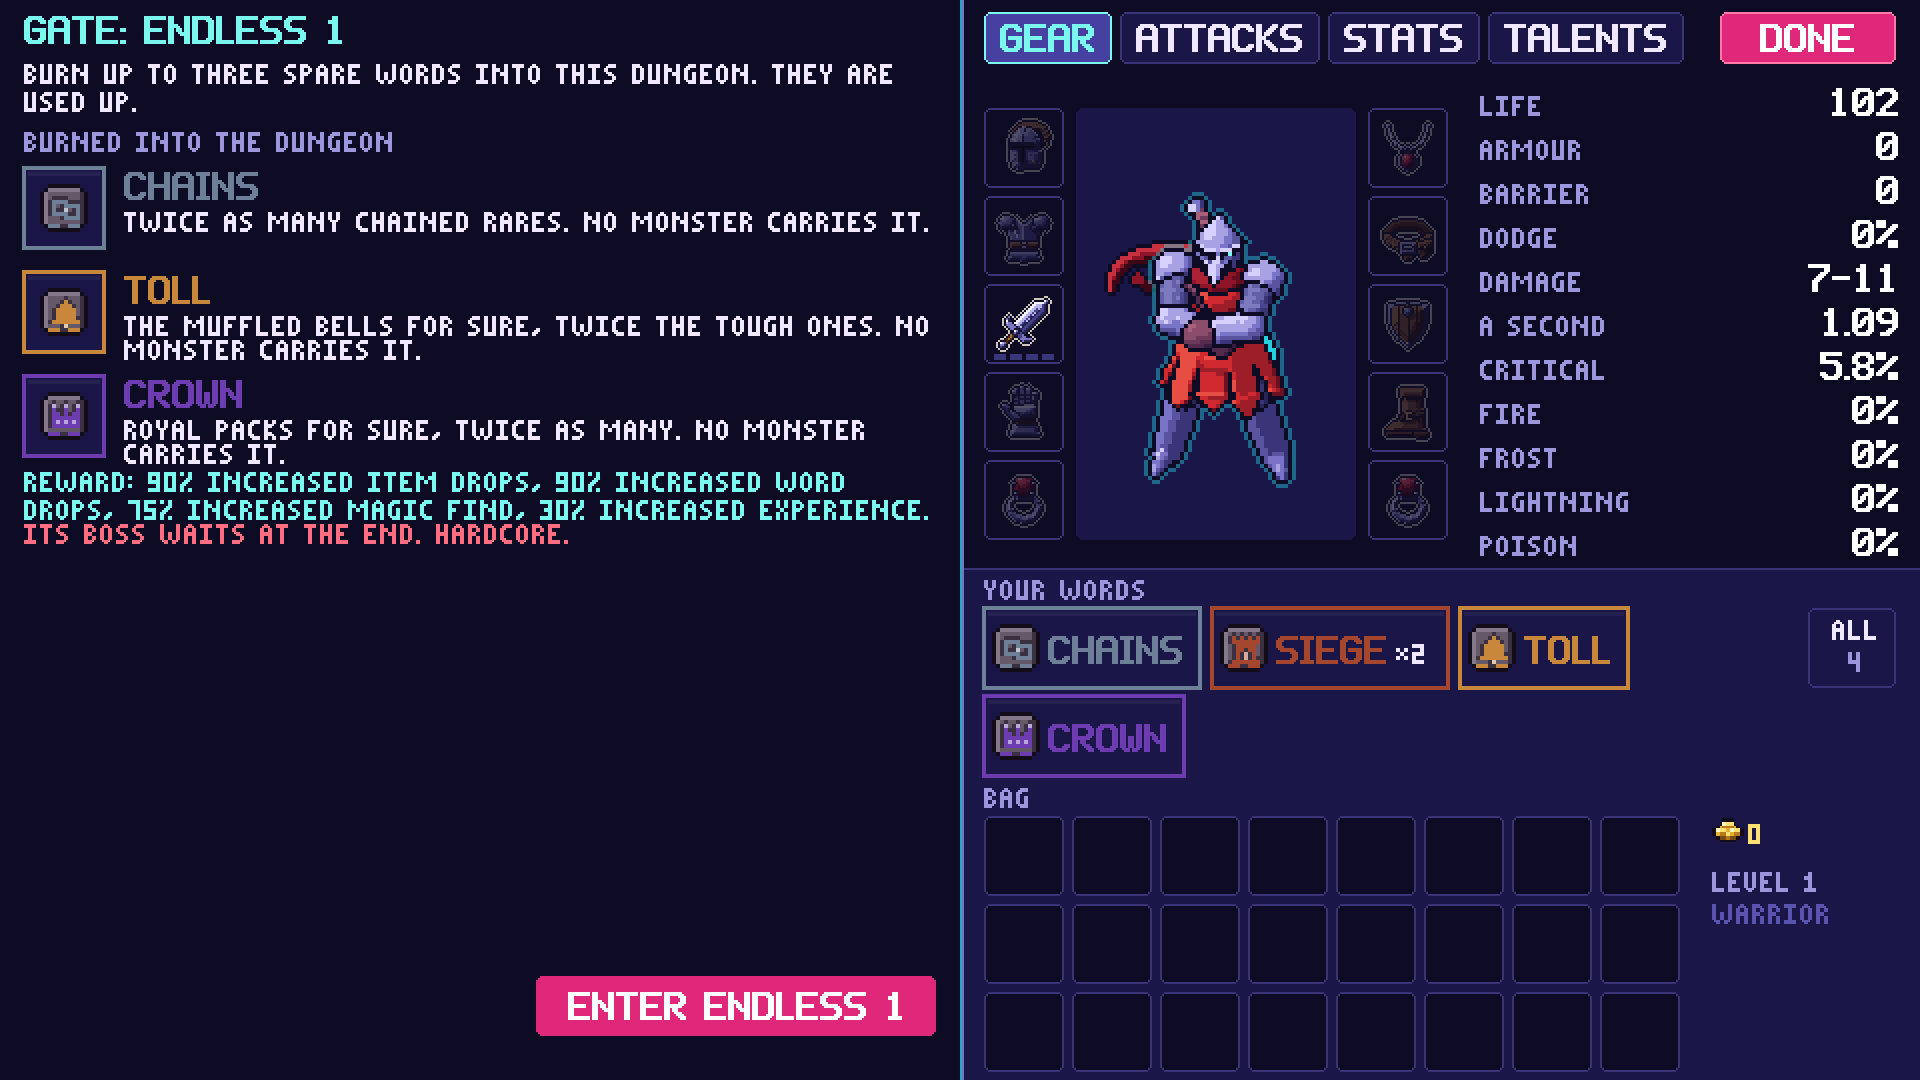 GATE: ENDLESS 1
BURN UP TO THREE SPARE WORDS INTO THIS DUNGEON. THEY ARE
USED UP.
BURNED INTO THE DUNGEON
CHAINS
TWICE AS MANY CHAINED RARES. NO MONSTER CARRIES IT.
TOLL
THE MUFFLED BELLS FOR SURE, TWICE THE TOUGH ONES. NO
MONSTER CARRIES IT.
CROWN
ROYAL PACKS FOR SURE, TWICE AS MANY. NO MONSTER
CARRIES IT.
REWARD: 90% INCREASED ITEM DROPS, 90% INCREASED WORD
DROPS, 75% INCREASED MAGIC FIND, 30% INCREASED EXPERIENCE.
ITS BOSS WAITS AT THE END. HARDCORE.
ENTER ENDLESS 1
GEAR ATTACKS STATS TALENTS DONE
LIFE 102
ARMOUR 0
BARRIER 0
DODGE 0%
DAMAGE 7-11
A SECOND 1.09
CRITICAL 5.8%
FIRE 0%
FROST 0%
LIGHTNING 0%
POISON 0%
YOUR WORDS
CHAINS SIEGE ×2 TOLL
ALL
4
CROWN
BAG
0
LEVEL 1
WARRIOR